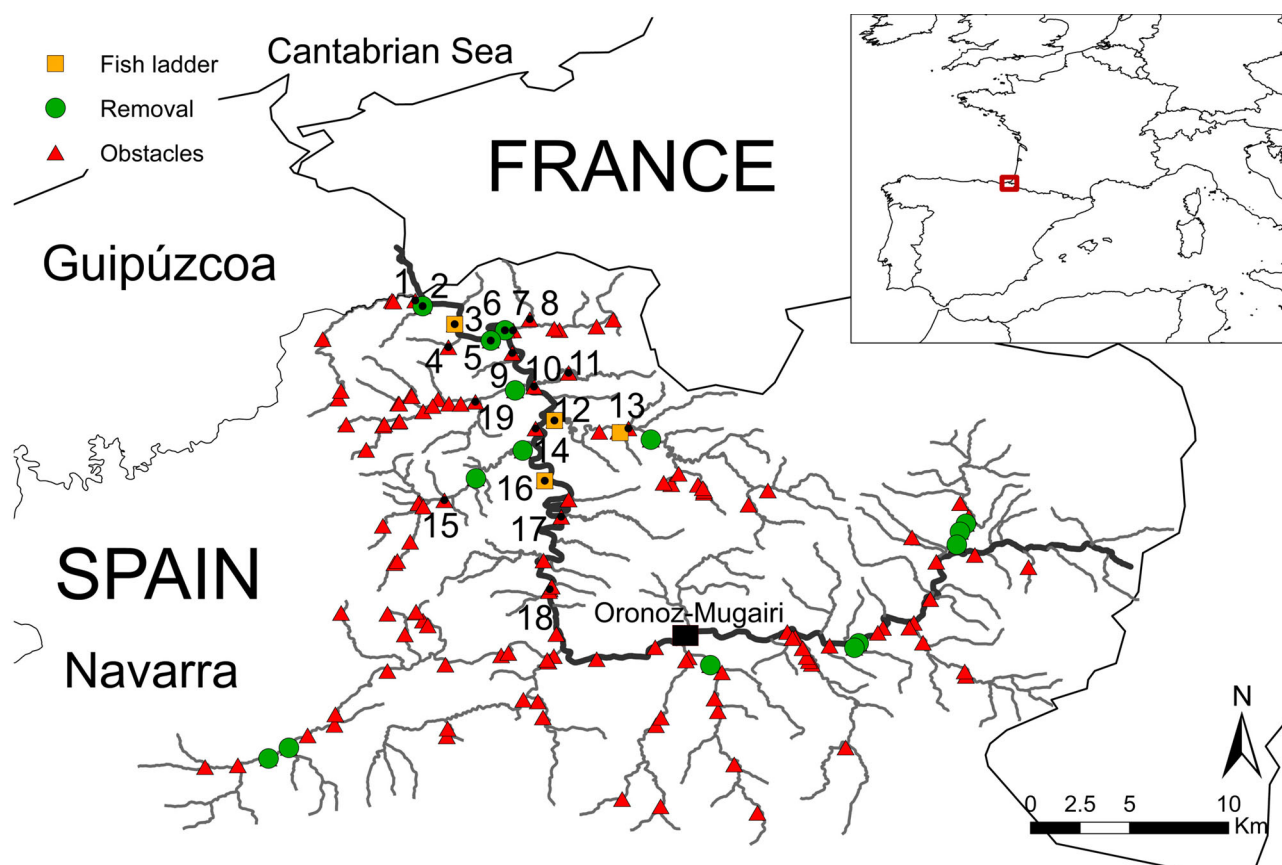 Cantabrian Sea
Fish ladder
Removal
Obstacles
FRANCE
Guipúzcoa
1
2
3
4
5
6
7
8
9
10
11
12
13
14
15
16
17
18
19
SPAIN
Navarra
Oronoz-Mugairi
N
0 2.5 5 10
Km